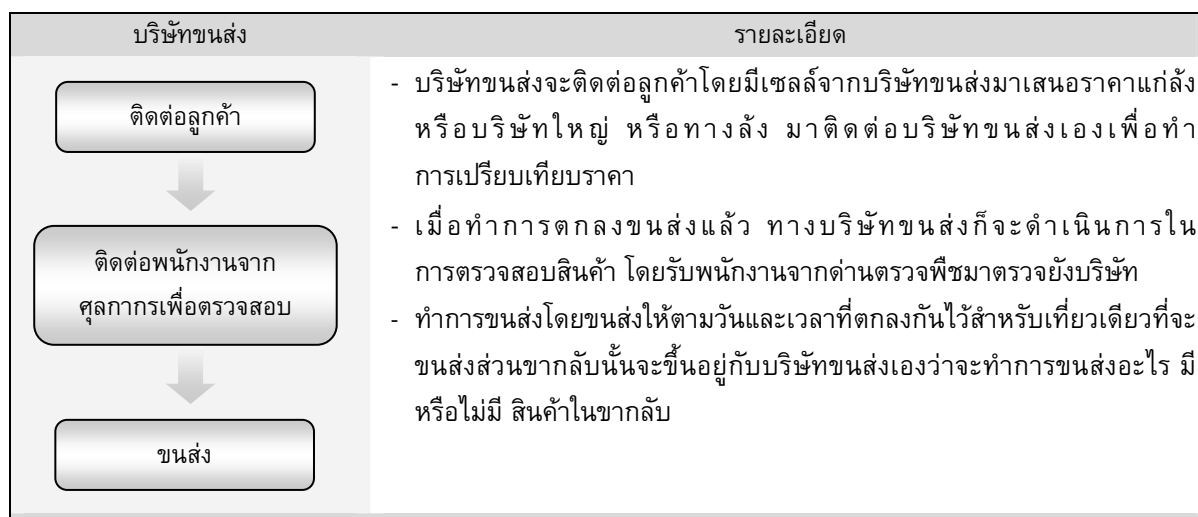 บริษัทขนส่ง
รายละเอียด
ติดต่อลูกค้า
ติดต่อพนักงานจาก
ศุลกากรเพื่อตรวจสอบ
ขนส่ง
- บริษัทขนส่งจะติดต่อลูกค้าโดยมีเซลล์จากบริษัทขนส่งมาเสนอราคาแก่ล้ง
หรือบริษัทใหญ่ หรือทางล้ง มาติดต่อบริษัทขนส่งเองเพื่อทำ
การเปรียบเทียบราคา
- เมื่อทำการตกลงขนส่งแล้ว ทางบริษัทขนส่งก็จะดำเนินการใน
การตรวจสอบสินค้า โดยรับพนักงานจากด่านตรวจพืชมาตรวจยังบริษัท
- ทำการขนส่งโดยขนส่งให้ตามวันและเวลาที่ตกลงกันไว้สำหรับเที่ยวเดียวที่จะ
ขนส่งส่วนขากลับนั้นจะขึ้นอยู่กับบริษัทขนส่งเองว่าจะทำการขนส่งอะไร มี
หรือไม่มี สินค้าในขากลับ